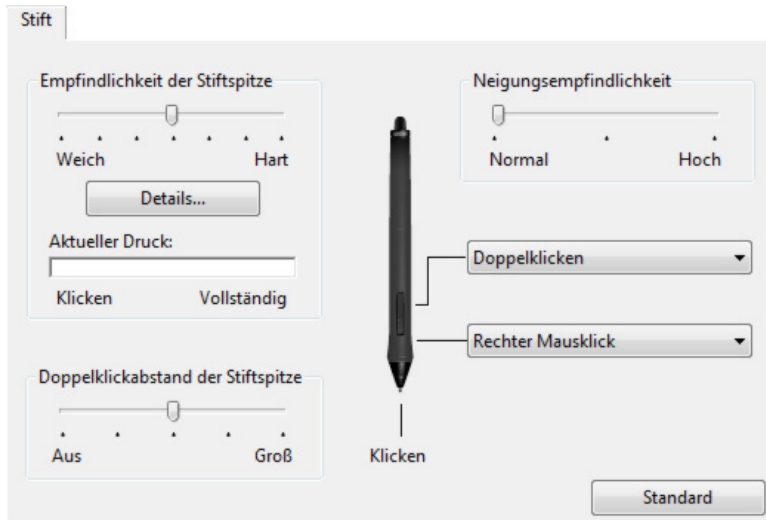 Stift
Empfindlichkeit der Stiftspitze
Weich Hart
Details...
Aktueller Druck:
Klicken Vollständig
Doppelklickabstand der Stiftspitze
Aus Groß
Neigungsempfindlichkeit
Normal Hoch
Doppelklicken
Rechter Mausklick
Klicken
Standard